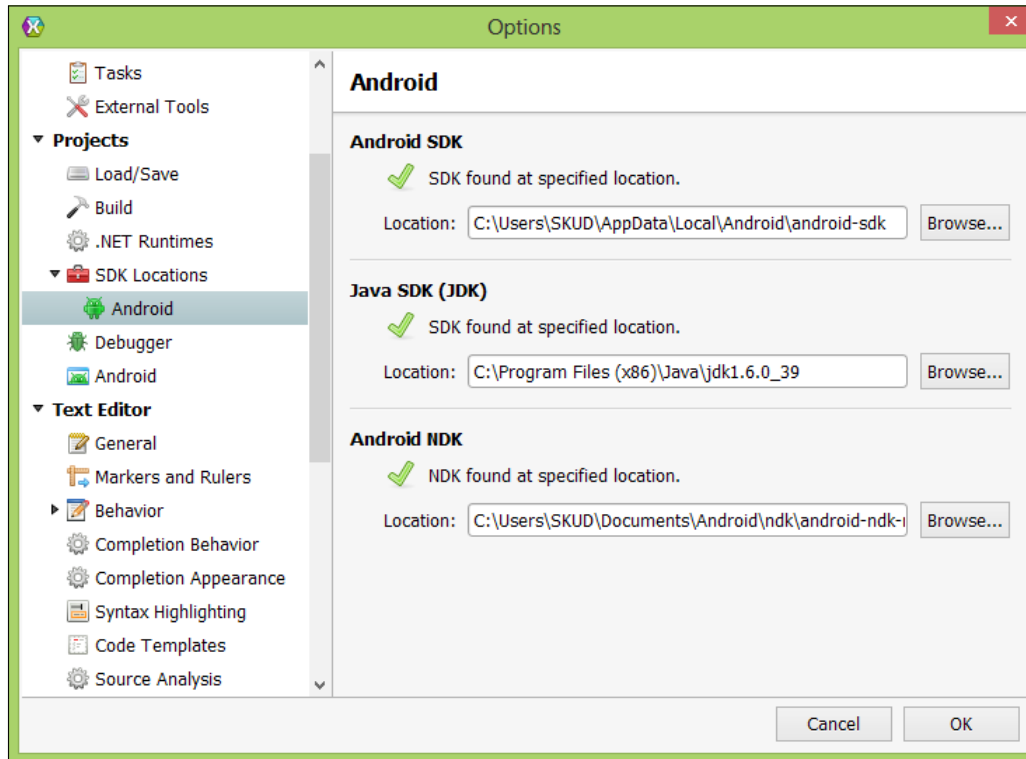 Options
Tasks
External Tools
Projects
Load/Save
Build
.NET Runtimes
SDK Locations
Android
Debugger
Android
Text Editor
General
Markers and Rulers
Behavior
Completion Behavior
Completion Appearance
Syntax Highlighting
Code Templates
Source Analysis
Android
Android SDK
SDK found at specified location.
Location: C:\Users\SKUD\AppData\Local\Android\android-sdk Browse...
Java SDK (JDK)
SDK found at specified location.
Location: C:\Program Files (x86)\Java\jdk1.6.0_39 Browse...
Android NDK
NDK found at specified location.
Location: C:\Users\SKUD\Documents\Android\ndk\android-ndk-r Browse...
Cancel OK